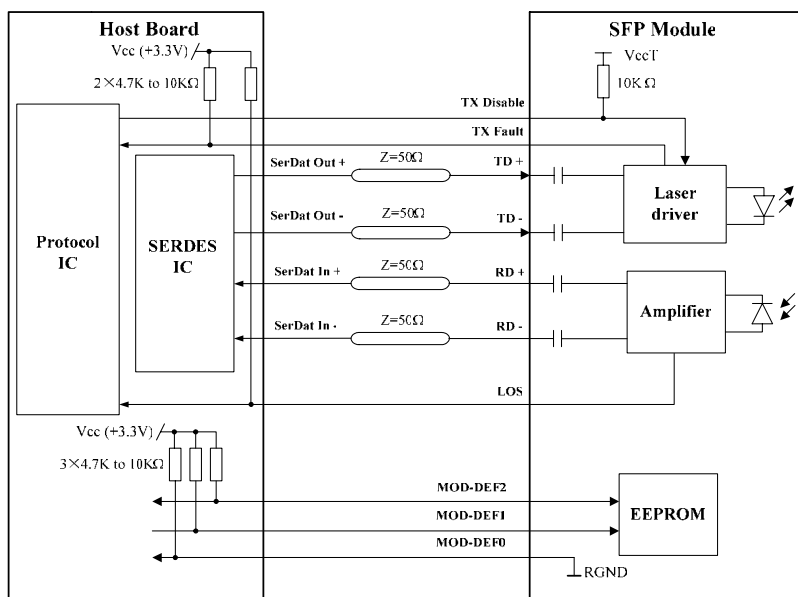 Host Board
SFP Module
Vcc (+3.3V)
VccT
2×4.7K to 10KΩ
10KΩ
TX Disable
TX Fault
SerDat Out +
Z=50Ω
TD +
Laser driver
SerDat Out -
Z=50Ω
TD -
Protocol IC
SERDES IC
SerDat In +
Z=50Ω
RD +
Amplifier
SerDat In -
Z=50Ω
RD -
LOS
Vcc (+3.3V)
3×4.7K to 10KΩ
MOD-DEF2
EEPROM
MOD-DEF1
MOD-DEF0
RGND